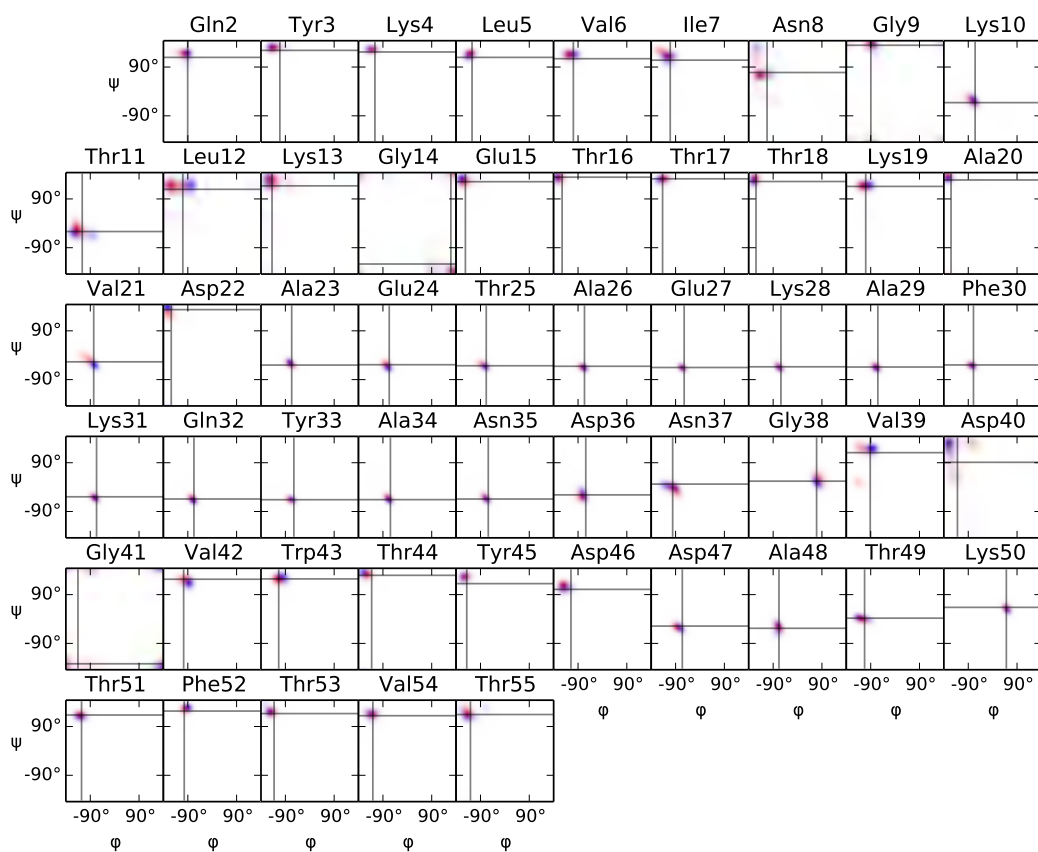 Gln2 Tyr3 Lys4 Leu5 Val6 Ile7 Asn8 Gly9 Lys10
90°
ψ
-90°
Thr11 Leu12 Lys13 Gly14 Glu15 Thr16 Thr17 Thr18 Lys19 Ala20
90°
ψ
-90°
Val21 Asp22 Ala23 Glu24 Thr25 Ala26 Glu27 Lys28 Ala29 Phe30
90°
ψ
-90°
Lys31 Gln32 Tyr33 Ala34 Asn35 Asp36 Asn37 Gly38 Val39 Asp40
90°
ψ
-90°
Gly41 Val42 Trp43 Thr44 Tyr45 Asp46 Asp47 Ala48 Thr49 Lys50
90°
ψ
-90°
-90° 90° -90° 90° -90° 90° -90° 90° -90° 90°
φ φ φ φ φ
Thr51 Phe52 Thr53 Val54 Thr55
90°
ψ
-90°
-90° 90° -90° 90° -90° 90° -90° 90° -90° 90°
φ φ φ φ φ